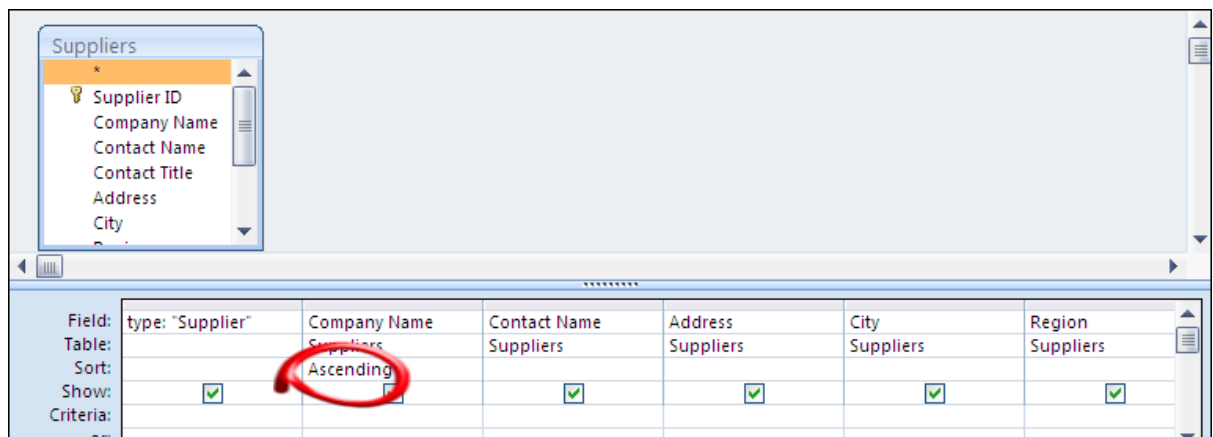 Suppliers
*
Supplier ID
Company Name
Contact Name
Contact Title
Address
City
Field: type: "Supplier" Company Name Contact Name Address City Region
Table: Suppliers Suppliers Suppliers Suppliers Suppliers
Sort: Ascending
Show:
Criteria: